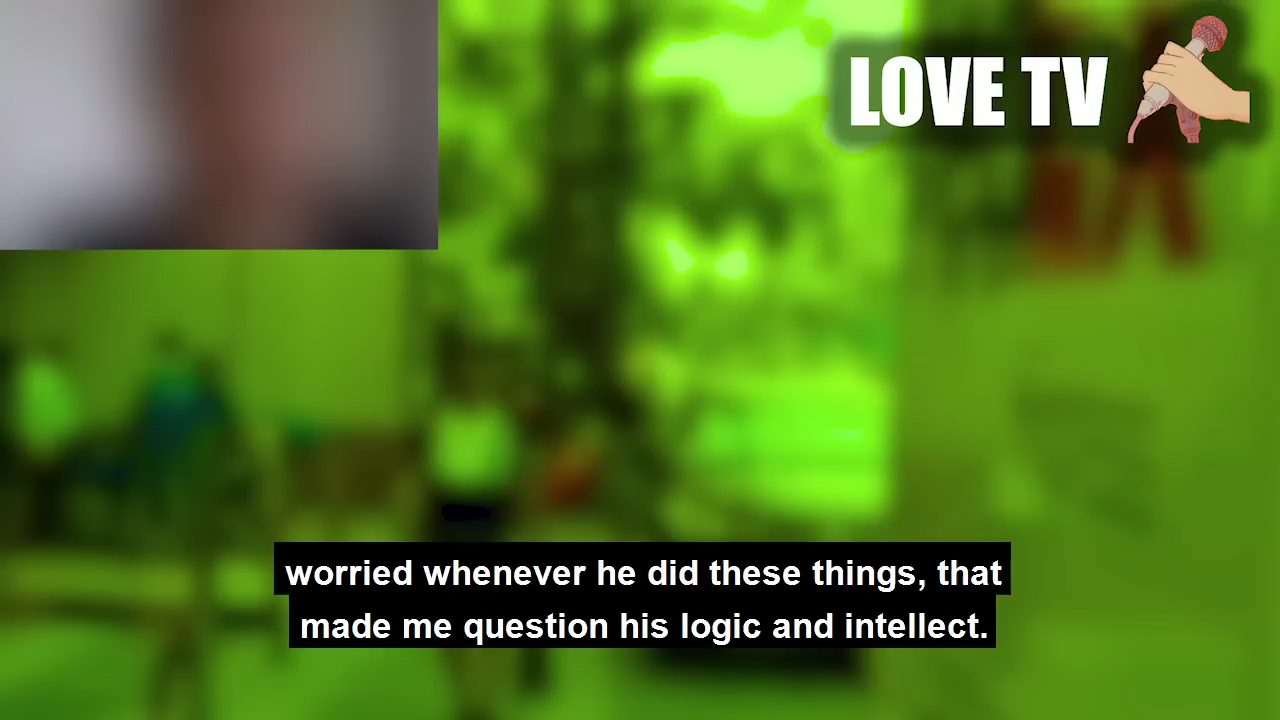 LOVE TV
worried whenever he did these things, that
made me question his logic and intellect.